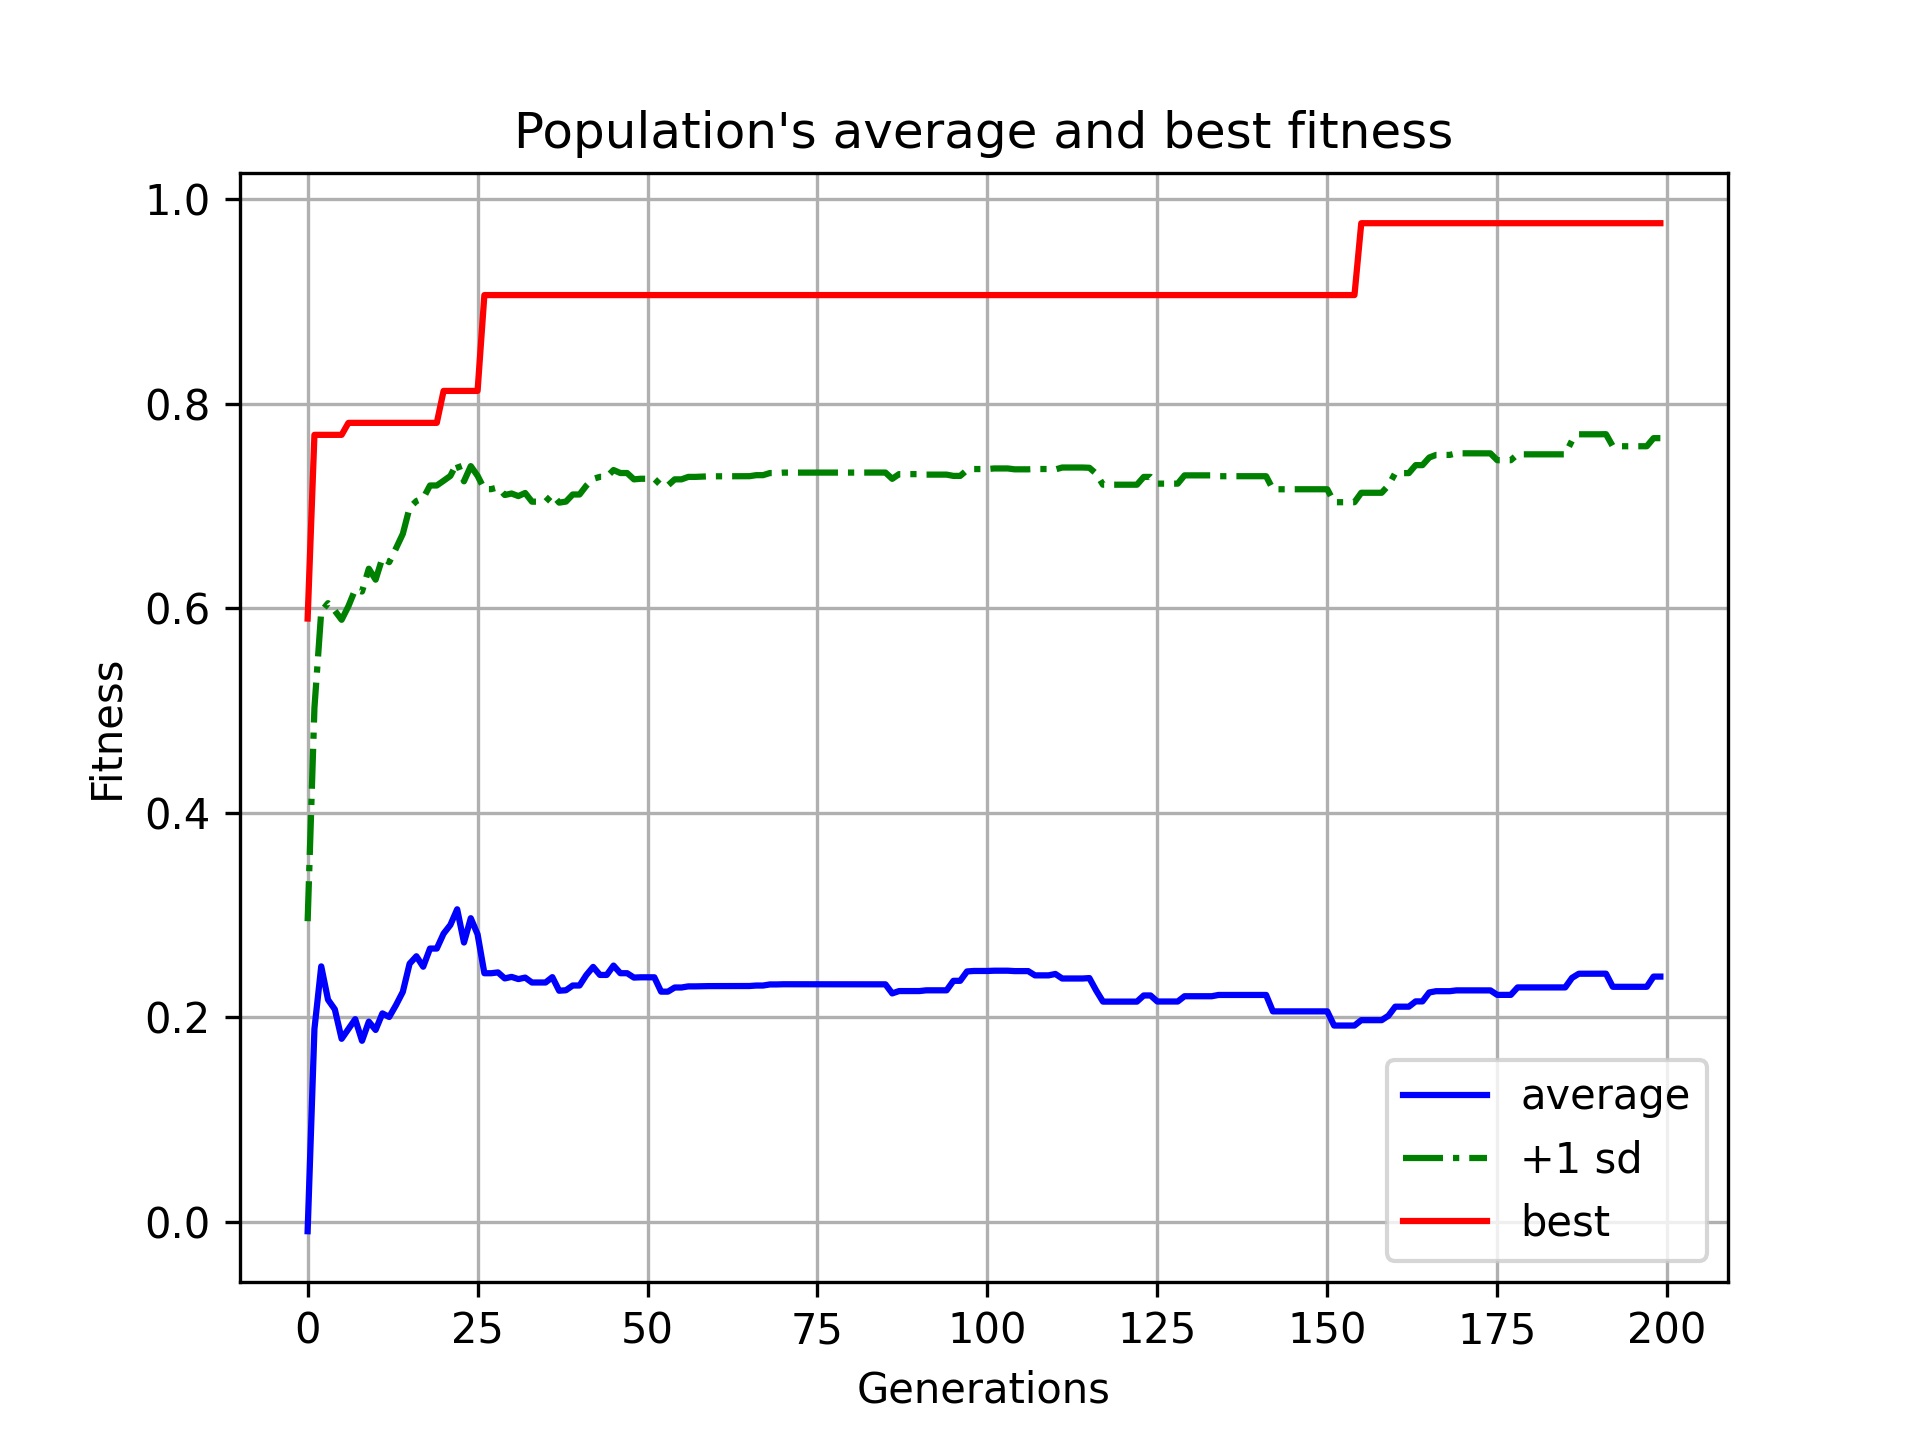 Population's average and best fitness
1.0
0.8
0.6
0.4
0.2
0.0
Fitness
0 25 50 75 100 125 150 175 200
Generations
average
+1 sd
best